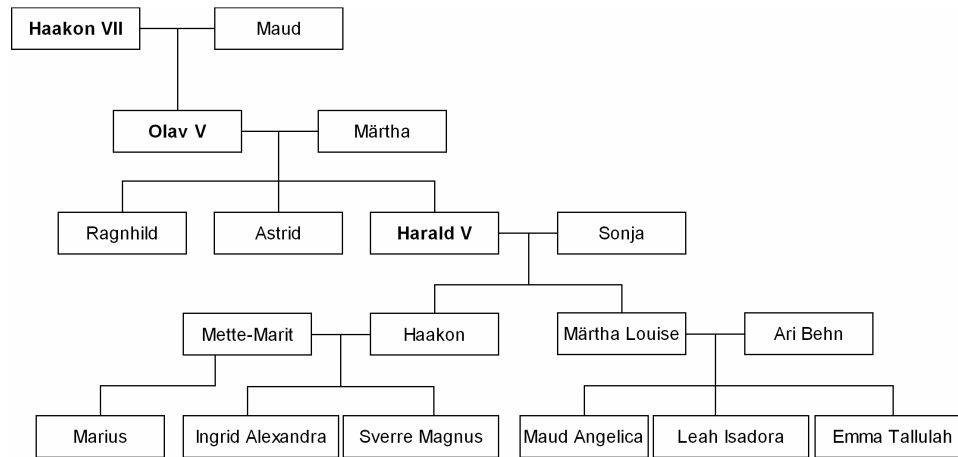 Haakon VII
Maud
Olav V
Märtha
Ragnhild
Astrid
Harald V
Sonja
Mette-Marit
Haakon
Märtha Louise
Ari Behn
Marius
Ingrid Alexandra
Sverre Magnus
Maud Angelica
Leah Isadora
Emma Tallulah